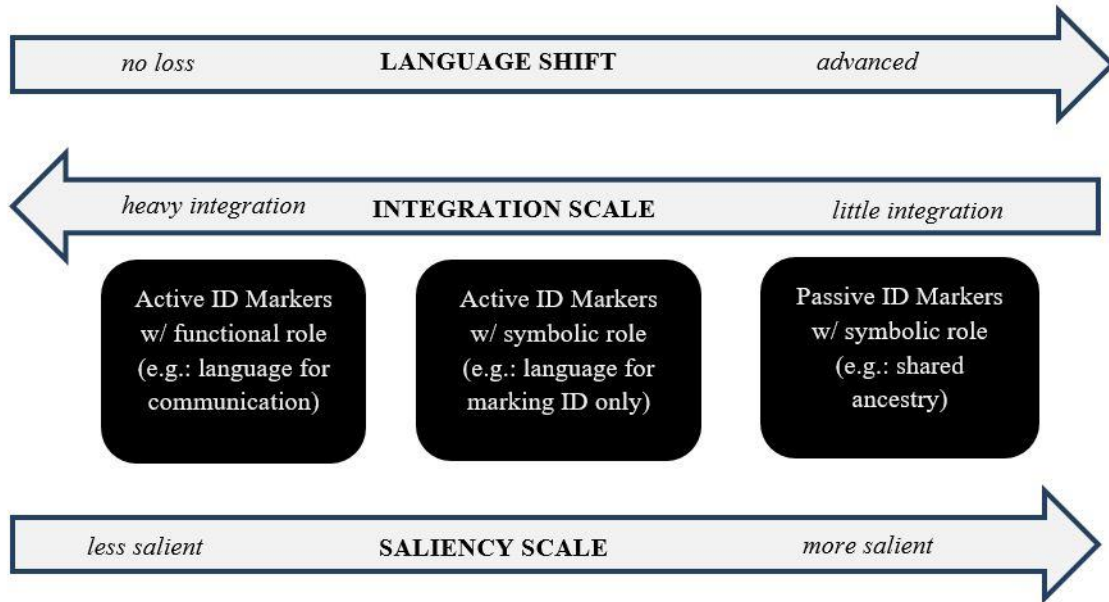 no loss LANGUAGE SHIFT advanced
heavy integration INTEGRATION SCALE little integration
Active ID Markers
w/ functional role
(e.g.: language for
communication)
Active ID Markers
w/ symbolic role
(e.g.: language for
marking ID only)
Passive ID Markers
w/ symbolic role
(e.g.: shared
ancestry)
less salient SALIENCY SCALE more salient